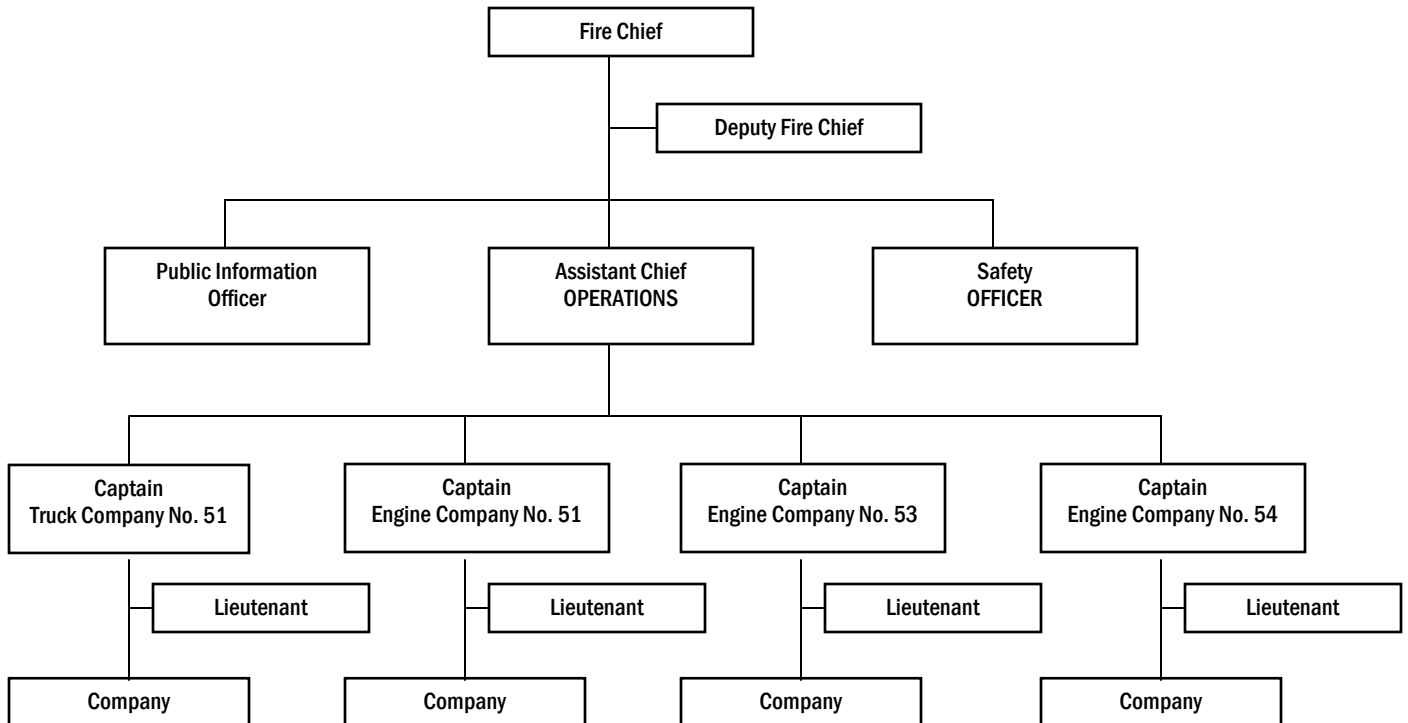 Fire Chief
Deputy Fire Chief
Public Information
Officer
Assistant Chief
OPERATIONS
Safety
OFFICER
Captain
Truck Company No. 51
Captain
Engine Company No. 51
Captain
Engine Company No. 53
Captain
Engine Company No. 54
Lieutenant
Lieutenant
Lieutenant
Lieutenant
Company
Company
Company
Company